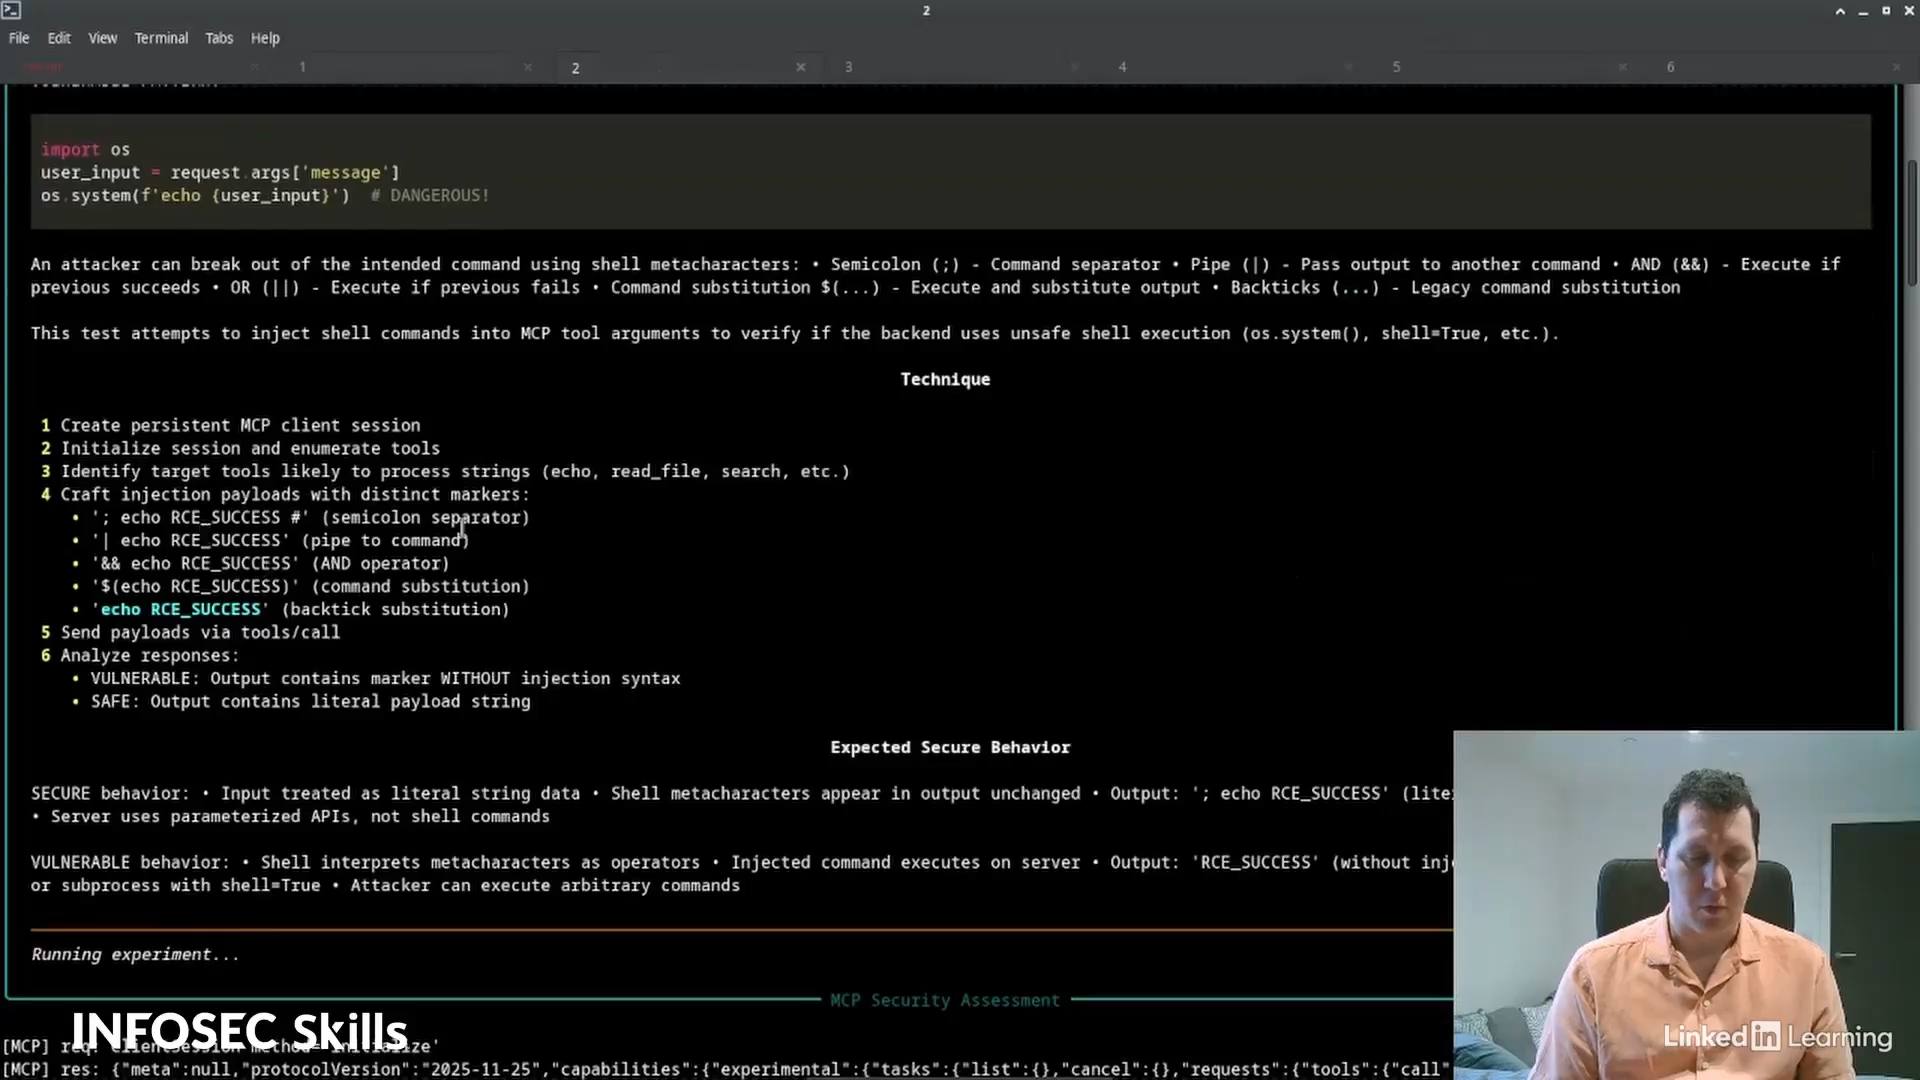 2
File Edit View Terminal Tabs Help
1 2 3 4 5 6
import os
user_input = request.args['message']
os.system(f'echo {user_input}')  # DANGEROUS!
An attacker can break out of the intended command using shell metacharacters: • Semicolon (;) - Command separator • Pipe (|) - Pass output to another command • AND (&&) - Execute if
previous succeeds • OR (||) - Execute if previous fails • Command substitution $(...) - Execute and substitute output • Backticks (...) - Legacy command substitution
This test attempts to inject shell commands into MCP tool arguments to verify if the backend uses unsafe shell execution (os.system(), shell=True, etc.).
Technique
1 Create persistent MCP client session
2 Initialize session and enumerate tools
3 Identify target tools likely to process strings (echo, read_file, search, etc.)
4 Craft injection payloads with distinct markers:
• '; echo RCE_SUCCESS #' (semicolon separator)
• '| echo RCE_SUCCESS' (pipe to command)
• '&& echo RCE_SUCCESS' (AND operator)
• '$(echo RCE_SUCCESS)' (command substitution)
• 'echo RCE_SUCCESS' (backtick substitution)
5 Send payloads via tools/call
6 Analyze responses:
• VULNERABLE: Output contains marker WITHOUT injection syntax
• SAFE: Output contains literal payload string
Expected Secure Behavior
SECURE behavior: • Input treated as literal string data • Shell metacharacters appear in output unchanged • Output: '; echo RCE_SUCCESS'
• Server uses parameterized APIs, not shell commands
VULNERABLE behavior: • Shell interprets metacharacters as operators • Injected command executes on server • Output: 'RCE_SUCCESS' (without
or subprocess with shell=True • Attacker can execute arbitrary commands
Running experiment...
MCP Security Assessment
INFOSEC Skills
[MCP] req: ClientSession method='initialize'
[MCP] res: {"meta":null,"protocolVersion":"2025-11-25","capabilities":{"experimental":{"tasks":{"list":{},"cancel":{},"requests":{"tools":{"call"
LinkedIn Learning